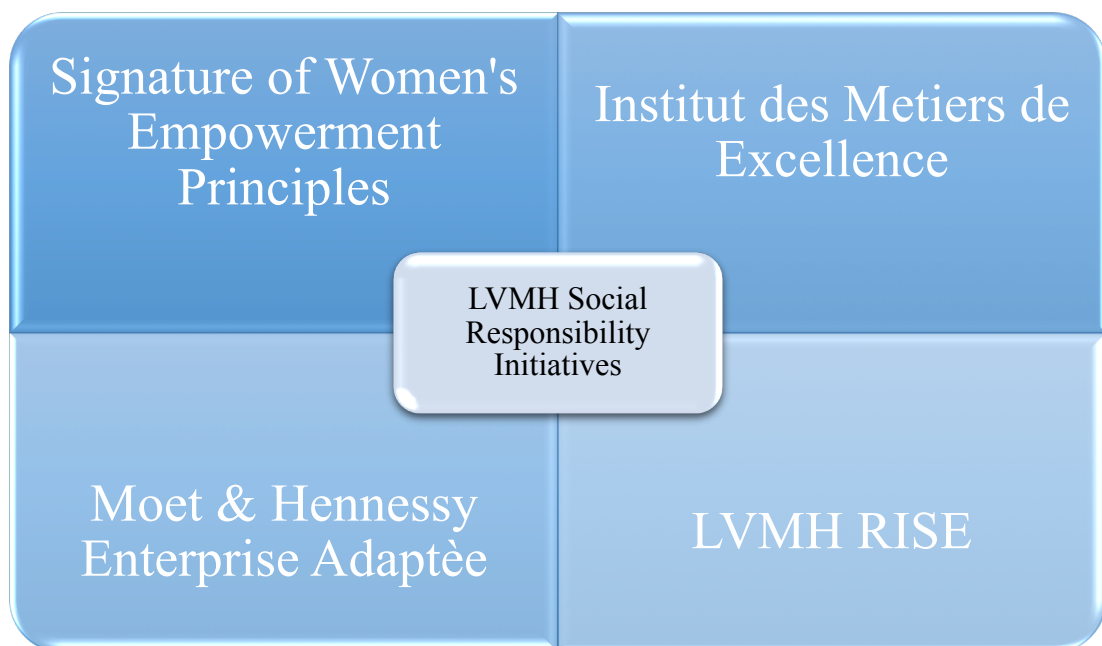 Signature of Women's
Empowerment
Principles
Institut des Metiers de
Excellence
LVMH Social
Responsibility
Initiatives
Moet & Hennessy
Enterprise Adaptèe
LVMH RISE